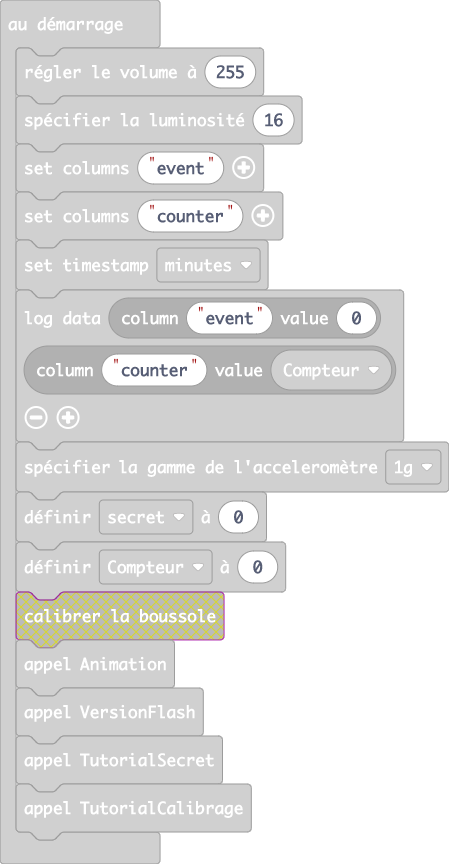 au démarrage
régler le volume à 255
spécifier la luminosité 16
set columns "event"
set columns "counter"
set timestamp minutes
log data column "event" value 0
column "counter" value Compteur
spécifier la gamme de l'acceleromètre 1g
définir secret à 0
définir Compteur à 0
calibrer la boussole
appel Animation
appel VersionFlash
appel TutorialSecret
appel TutorialCalibrage